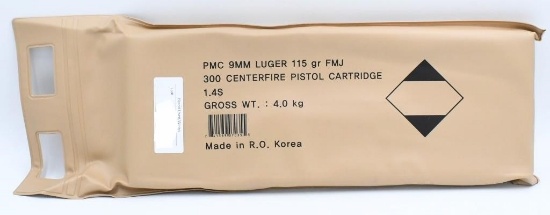 PMC 9MM LUGER 115 gr FMJ
300 CENTERFIRE PISTOL CARTRIDGE
1.4S
GROSS WT. : 4,0 kg
Made in R.O. Korea